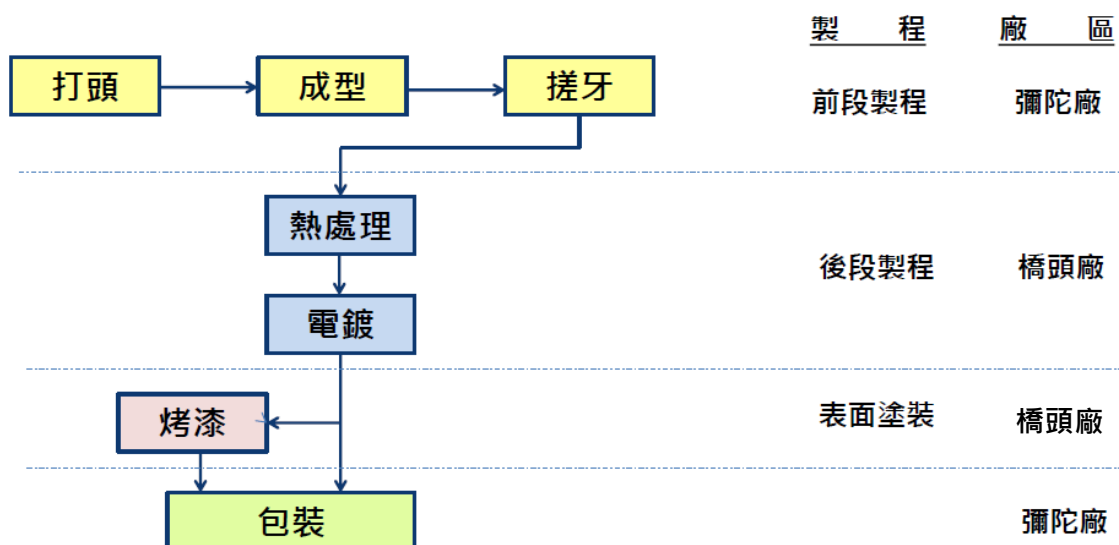 製 程 廠 區
打頭 成型 搓牙 前段製程 彌陀廠
熱處理
後段製程 橋頭廠
電鍍
烤漆 表面塗裝 橋頭廠
包裝 彌陀廠